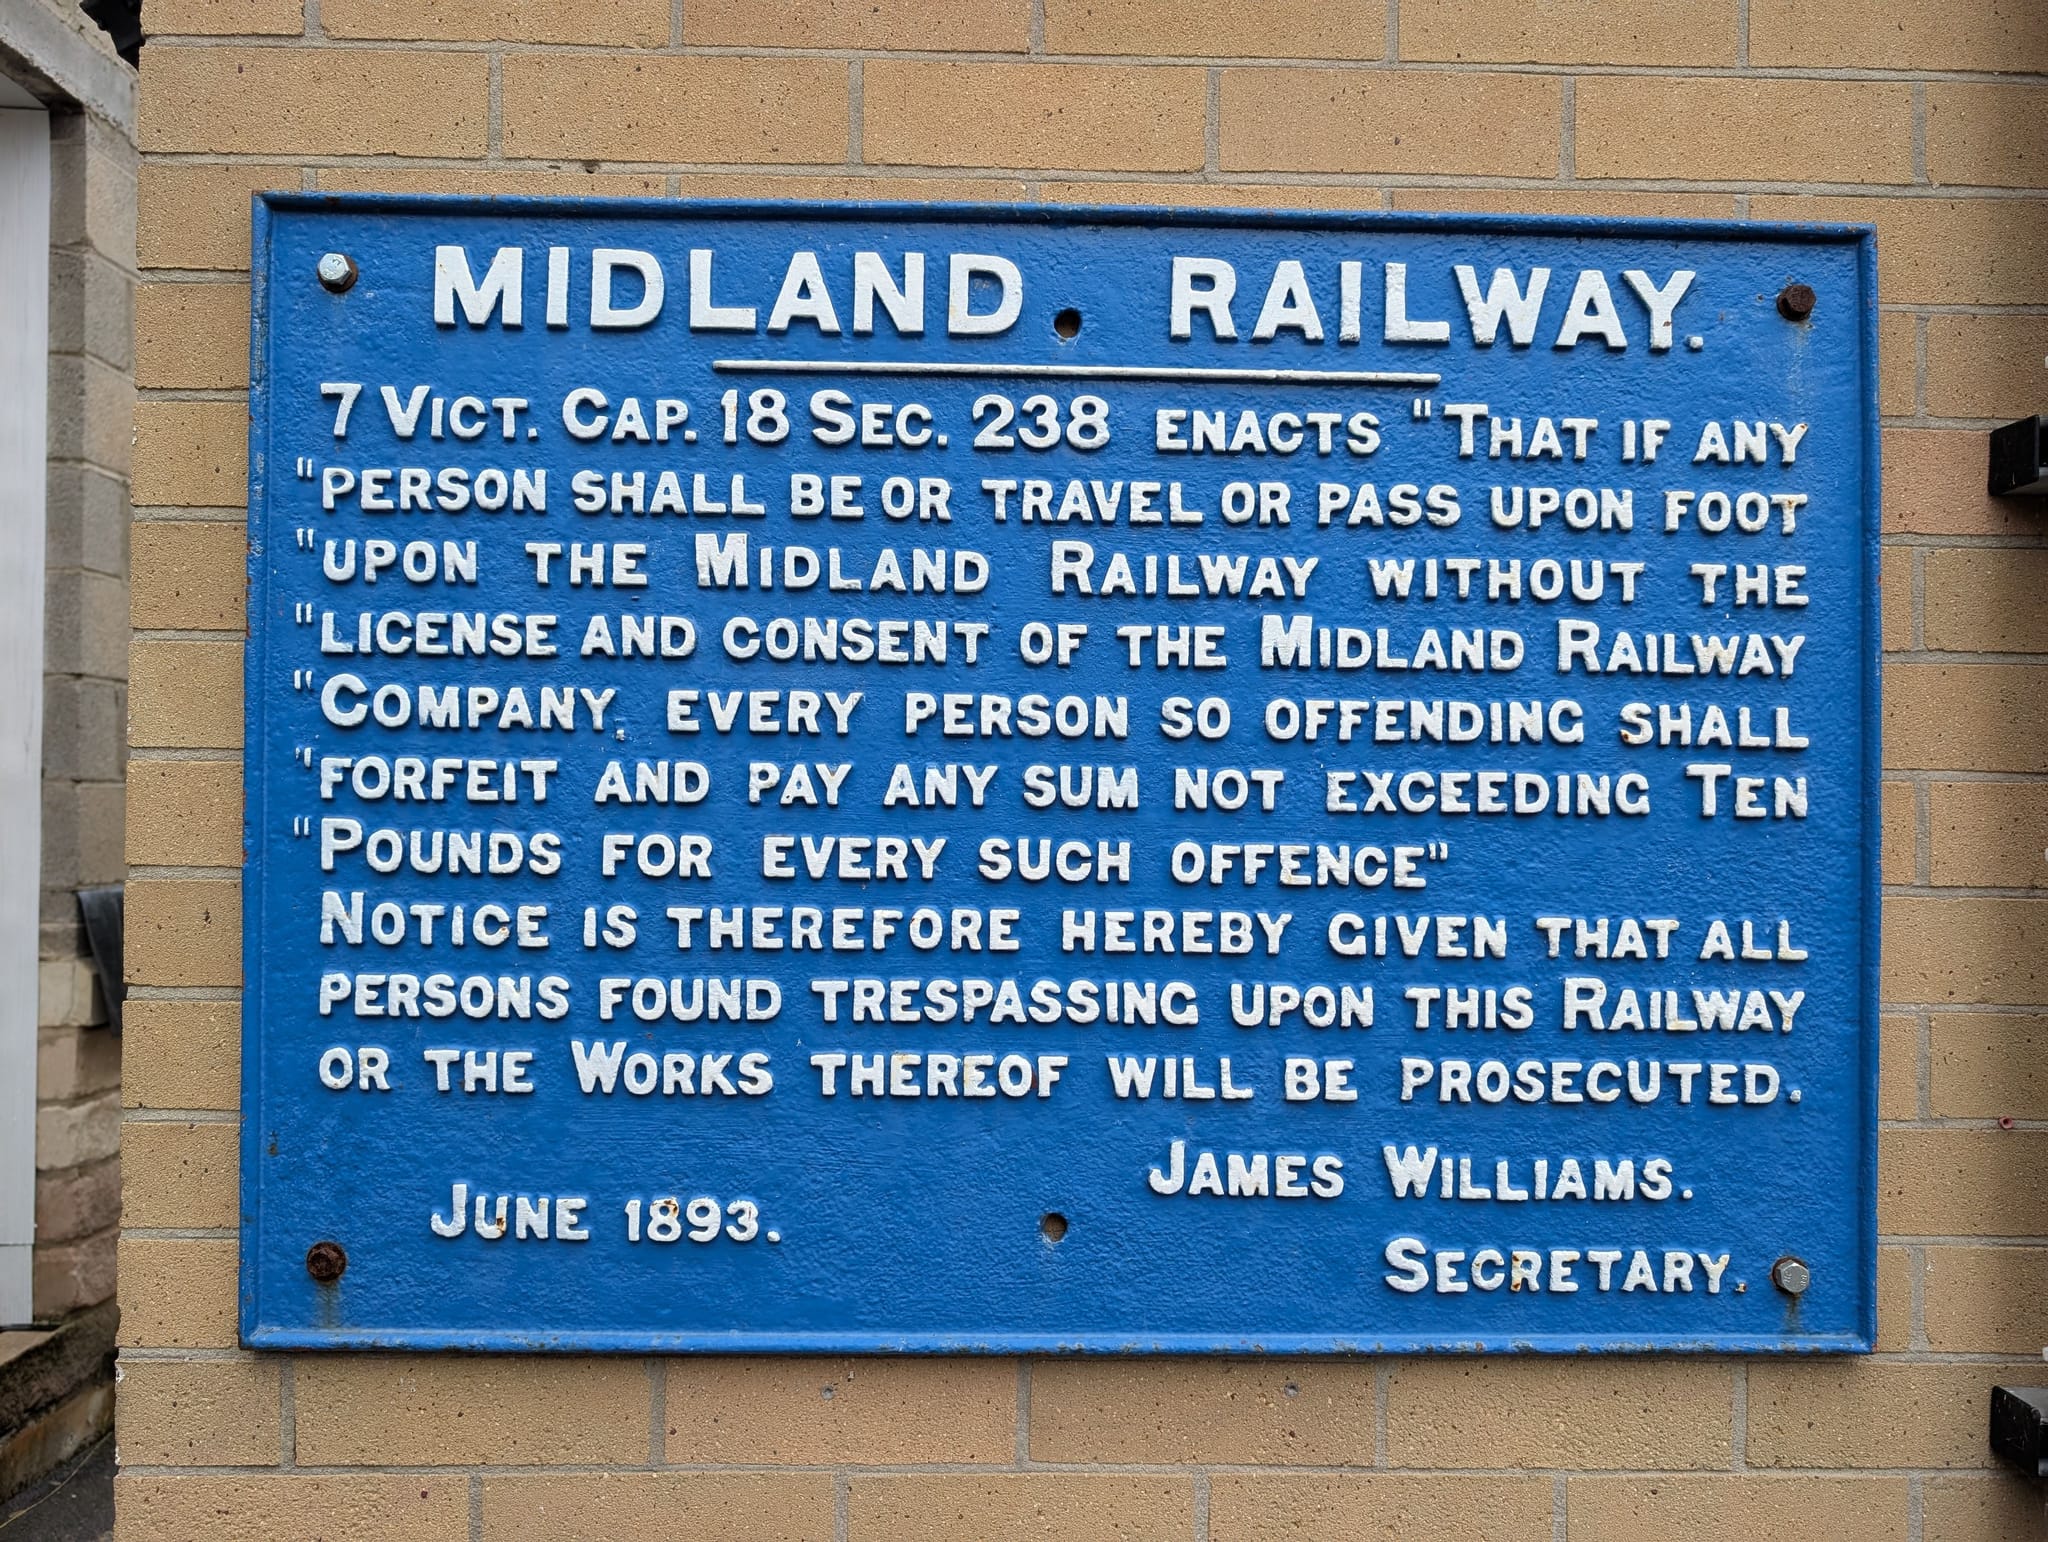 MIDLAND RAILWAY.
7 VICT. CAP. 18 SEC. 238 ENACTS "THAT IF ANY
"PERSON SHALL BE OR TRAVEL OR PASS UPON FOOT
"UPON THE MIDLAND RAILWAY WITHOUT THE
"LICENSE AND CONSENT OF THE MIDLAND RAILWAY
"COMPANY, EVERY PERSON SO OFFENDING SHALL
"FORFEIT AND PAY ANY SUM NOT EXCEEDING TEN
"POUNDS FOR EVERY SUCH OFFENCE"
NOTICE IS THEREFORE HEREBY GIVEN THAT ALL
PERSONS FOUND TRESPASSING UPON THIS RAILWAY
OR THE WORKS THEREOF WILL BE PROSECUTED.
JAMES WILLIAMS.
JUNE 1893.
SECRETARY.